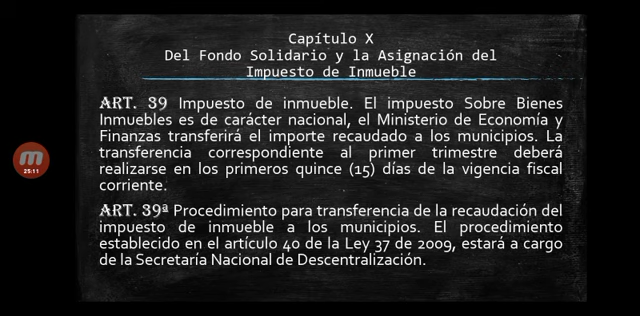 Capítulo X
Del Fondo Solidario y la Asignación del
Impuesto de Inmueble
ART. 39 Impuesto de inmueble. El impuesto Sobre Bienes
Inmuebles es de carácter nacional, el Ministerio de Economía y
Finanzas transferirá el importe recaudado a los municipios. La
transferencia correspondiente al primer trimestre deberá
realizarse en los primeros quince (15) días de la vigencia fiscal
corriente.
ART. 39ª Procedimiento para transferencia de la recaudación del
impuesto de inmueble a los municipios. El procedimiento
establecido en el artículo 40 de la Ley 37 de 2009, estará a cargo
de la Secretaría Nacional de Descentralización.
25:11